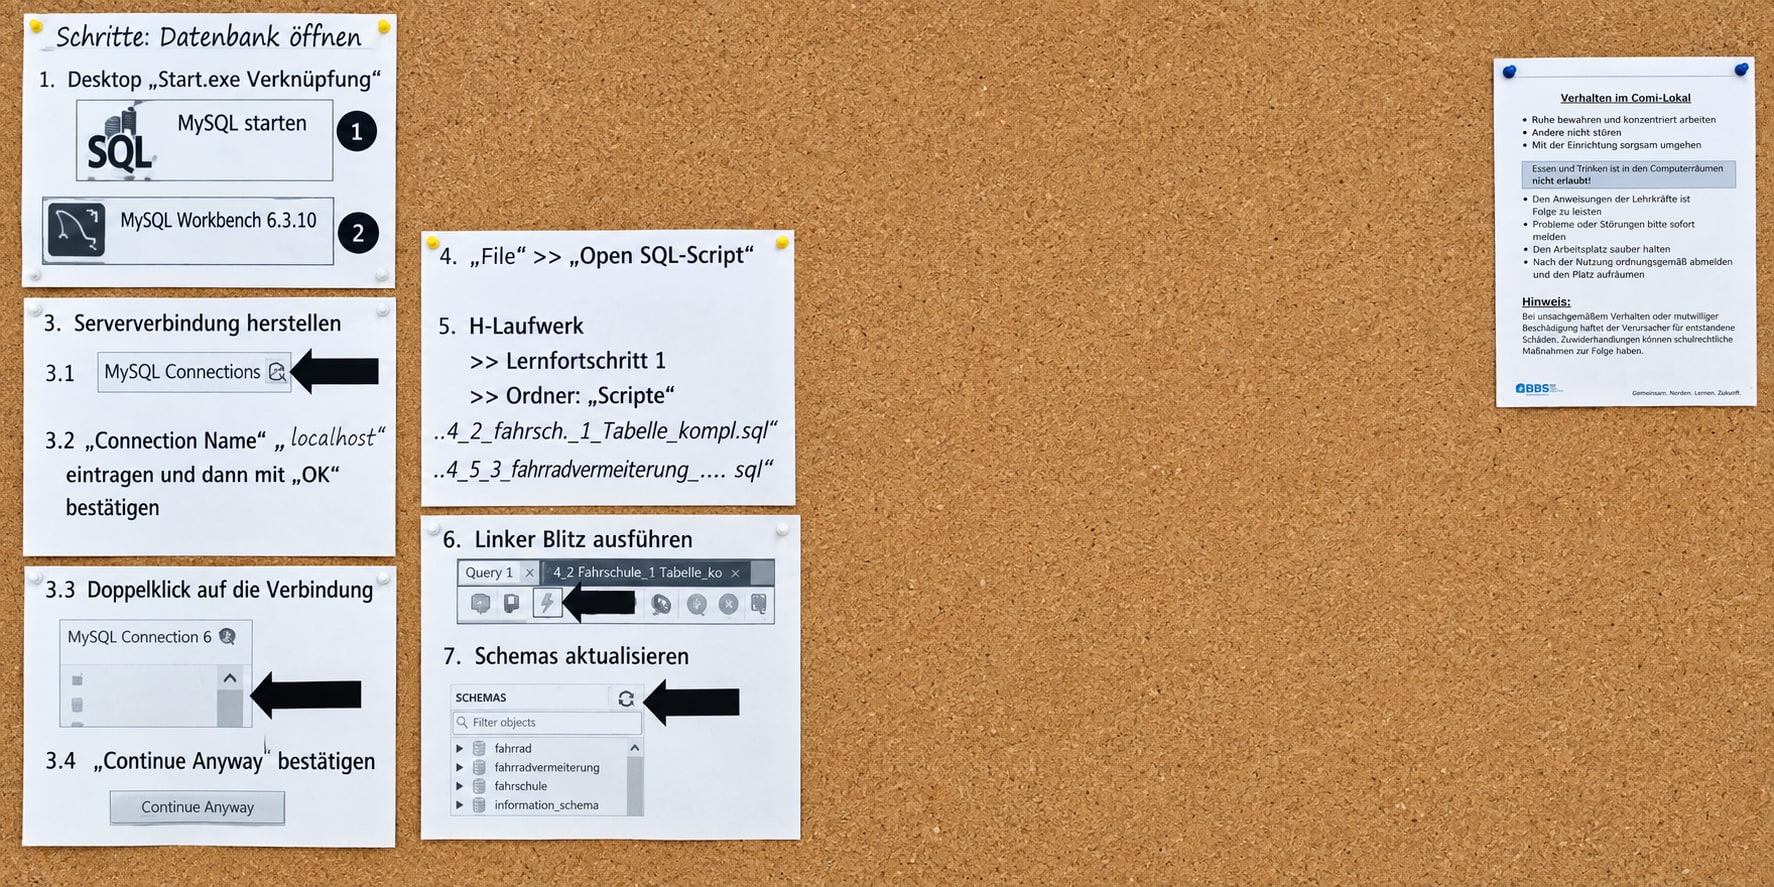 Schritte: Datenbank öffnen
1. Desktop „Start.exe Verknüpfung“
SQL
MySQL starten
1
MySQL Workbench 6.3.10
2
3. Serververbindung herstellen
3.1 MySQL Connections
3.2 „Connection Name“ „localhost“
eintragen und dann mit „OK“
bestätigen
3.3 Doppelklick auf die Verbindung
MySQL Connection 6
3.4 „Continue Anyway“ bestätigen
Continue Anyway
4. „File“ >> „Open SQL-Script“
5. H-Laufwerk
>> Lernfortschritt 1
>> Ordner: „Scripte“
..4_2_fahrsch._1_Tabelle_kompl.sql“
..4_5_3_fahrradvermeiterung_.... sql“
6. Linker Blitz ausführen
Query 1 × 4_2 Fahrschule_1 Tabelle_ko ×
7. Schemas aktualisieren
SCHEMAS
Filter objects
fahrrad
fahrradvermeiterung
fahrschule
information_schema
Verhalten im Comi-Lokal
• Ruhe bewahren und konzentriert arbeiten
• Andere nicht stören
• Mit der Einrichtung sorgsam umgehen
Essen und Trinken ist in den Computerräumen
nicht erlaubt!
• Den Anweisungen der Lehrkräfte ist
Folge zu leisten
• Probleme oder Störungen bitte sofort
melden
• Den Arbeitsplatz sauber halten
• Nach der Nutzung ordnungsgemäß abmelden
und den Platz aufräumen
Hinweis:
Bei unsachgemäßem Verhalten oder mutwilliger
Beschädigung haftet der Verursacher für entstandene
Schäden. Zuwiderhandlungen können schulrechtliche
Maßnahmen zur Folge haben.
BBS
Gemeinsam. Norden. Lernen. Zukunft.